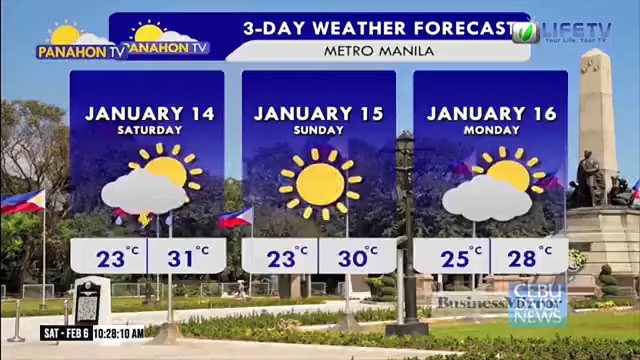 PANAHON TV
PANAHON TV
3-DAY WEATHER FORECAST
METRO MANILA
LIFETV
Your Life. Your TV
JANUARY 14
SATURDAY
23°C 31°C
JANUARY 15
SUNDAY
23°C 30°C
JANUARY 16
MONDAY
25°C 28°C
SAT - FEB 6 10:28:10 AM
BusinessMirror
CEBU
NEWS